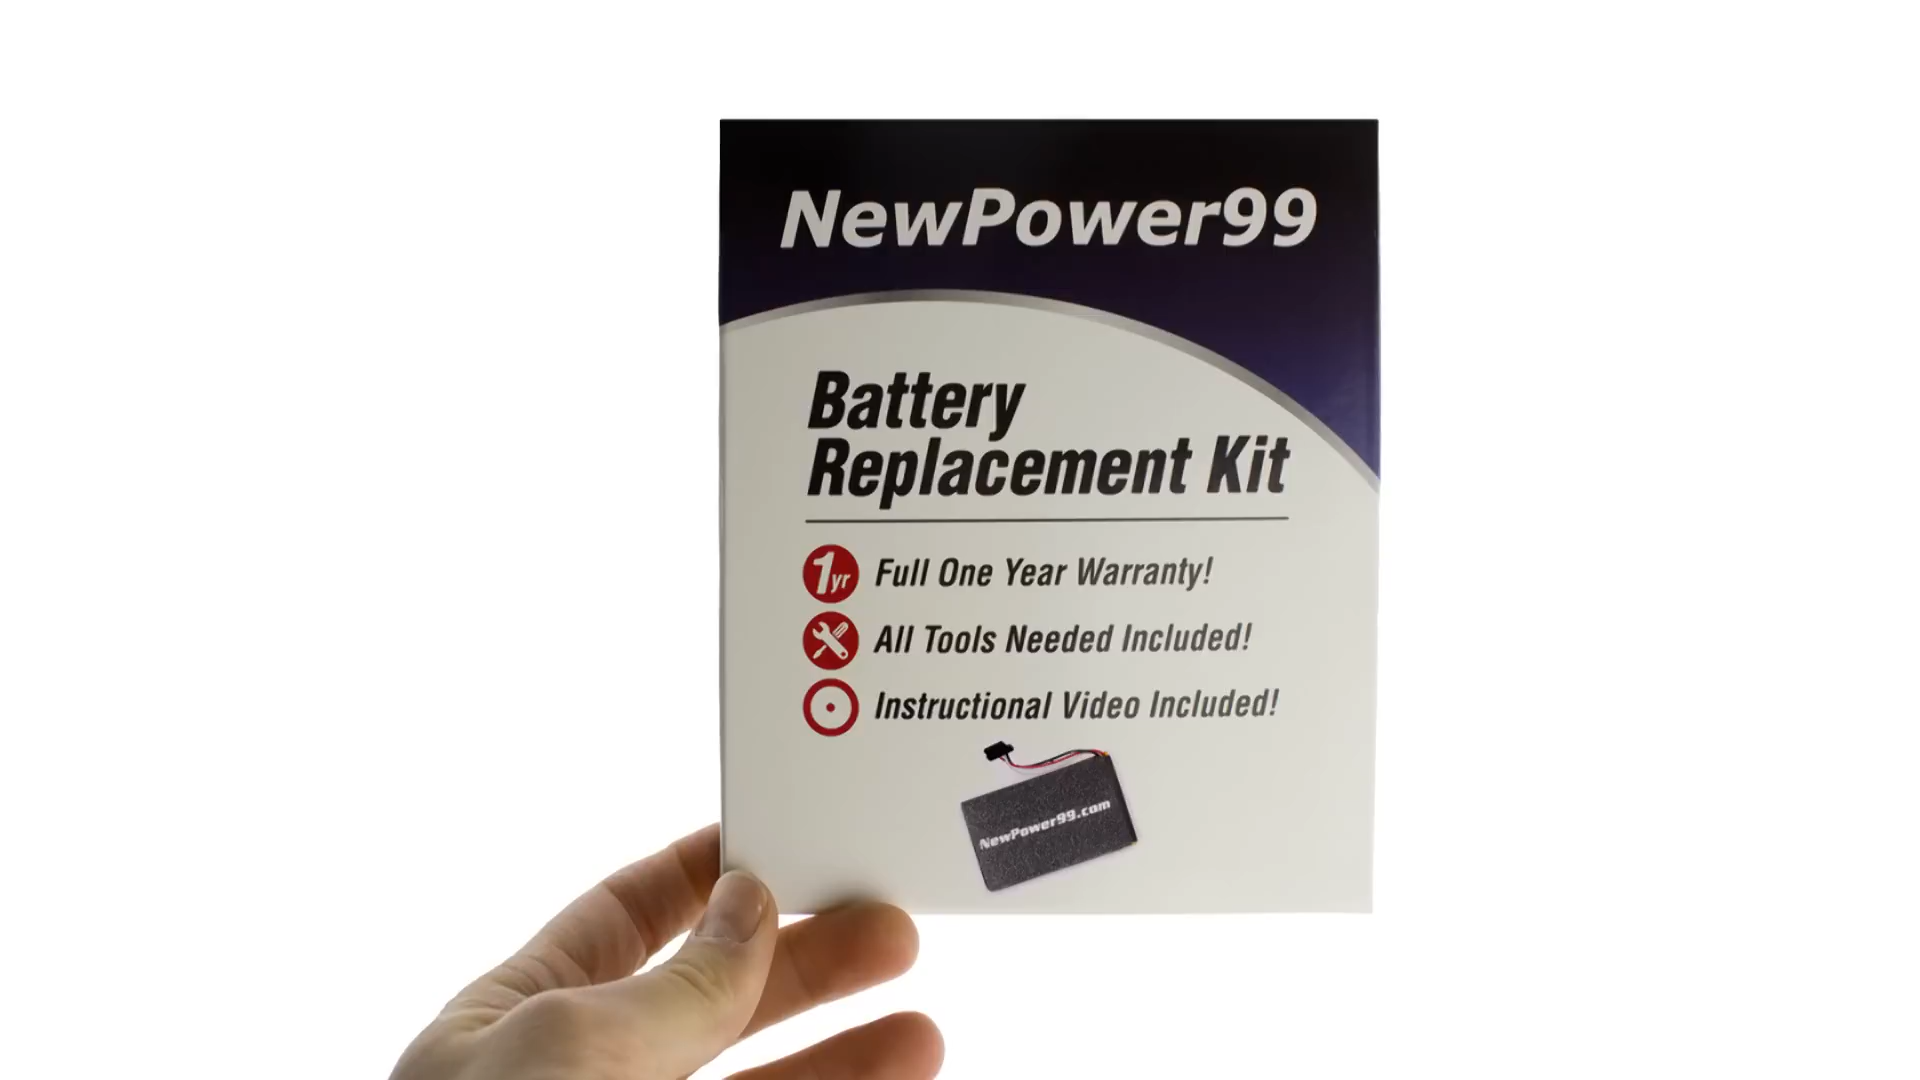 NewPower99
Battery
Replacement Kit
1yr Full One Year Warranty!
All Tools Needed Included!
Instructional Video Included!
NewPower99.com